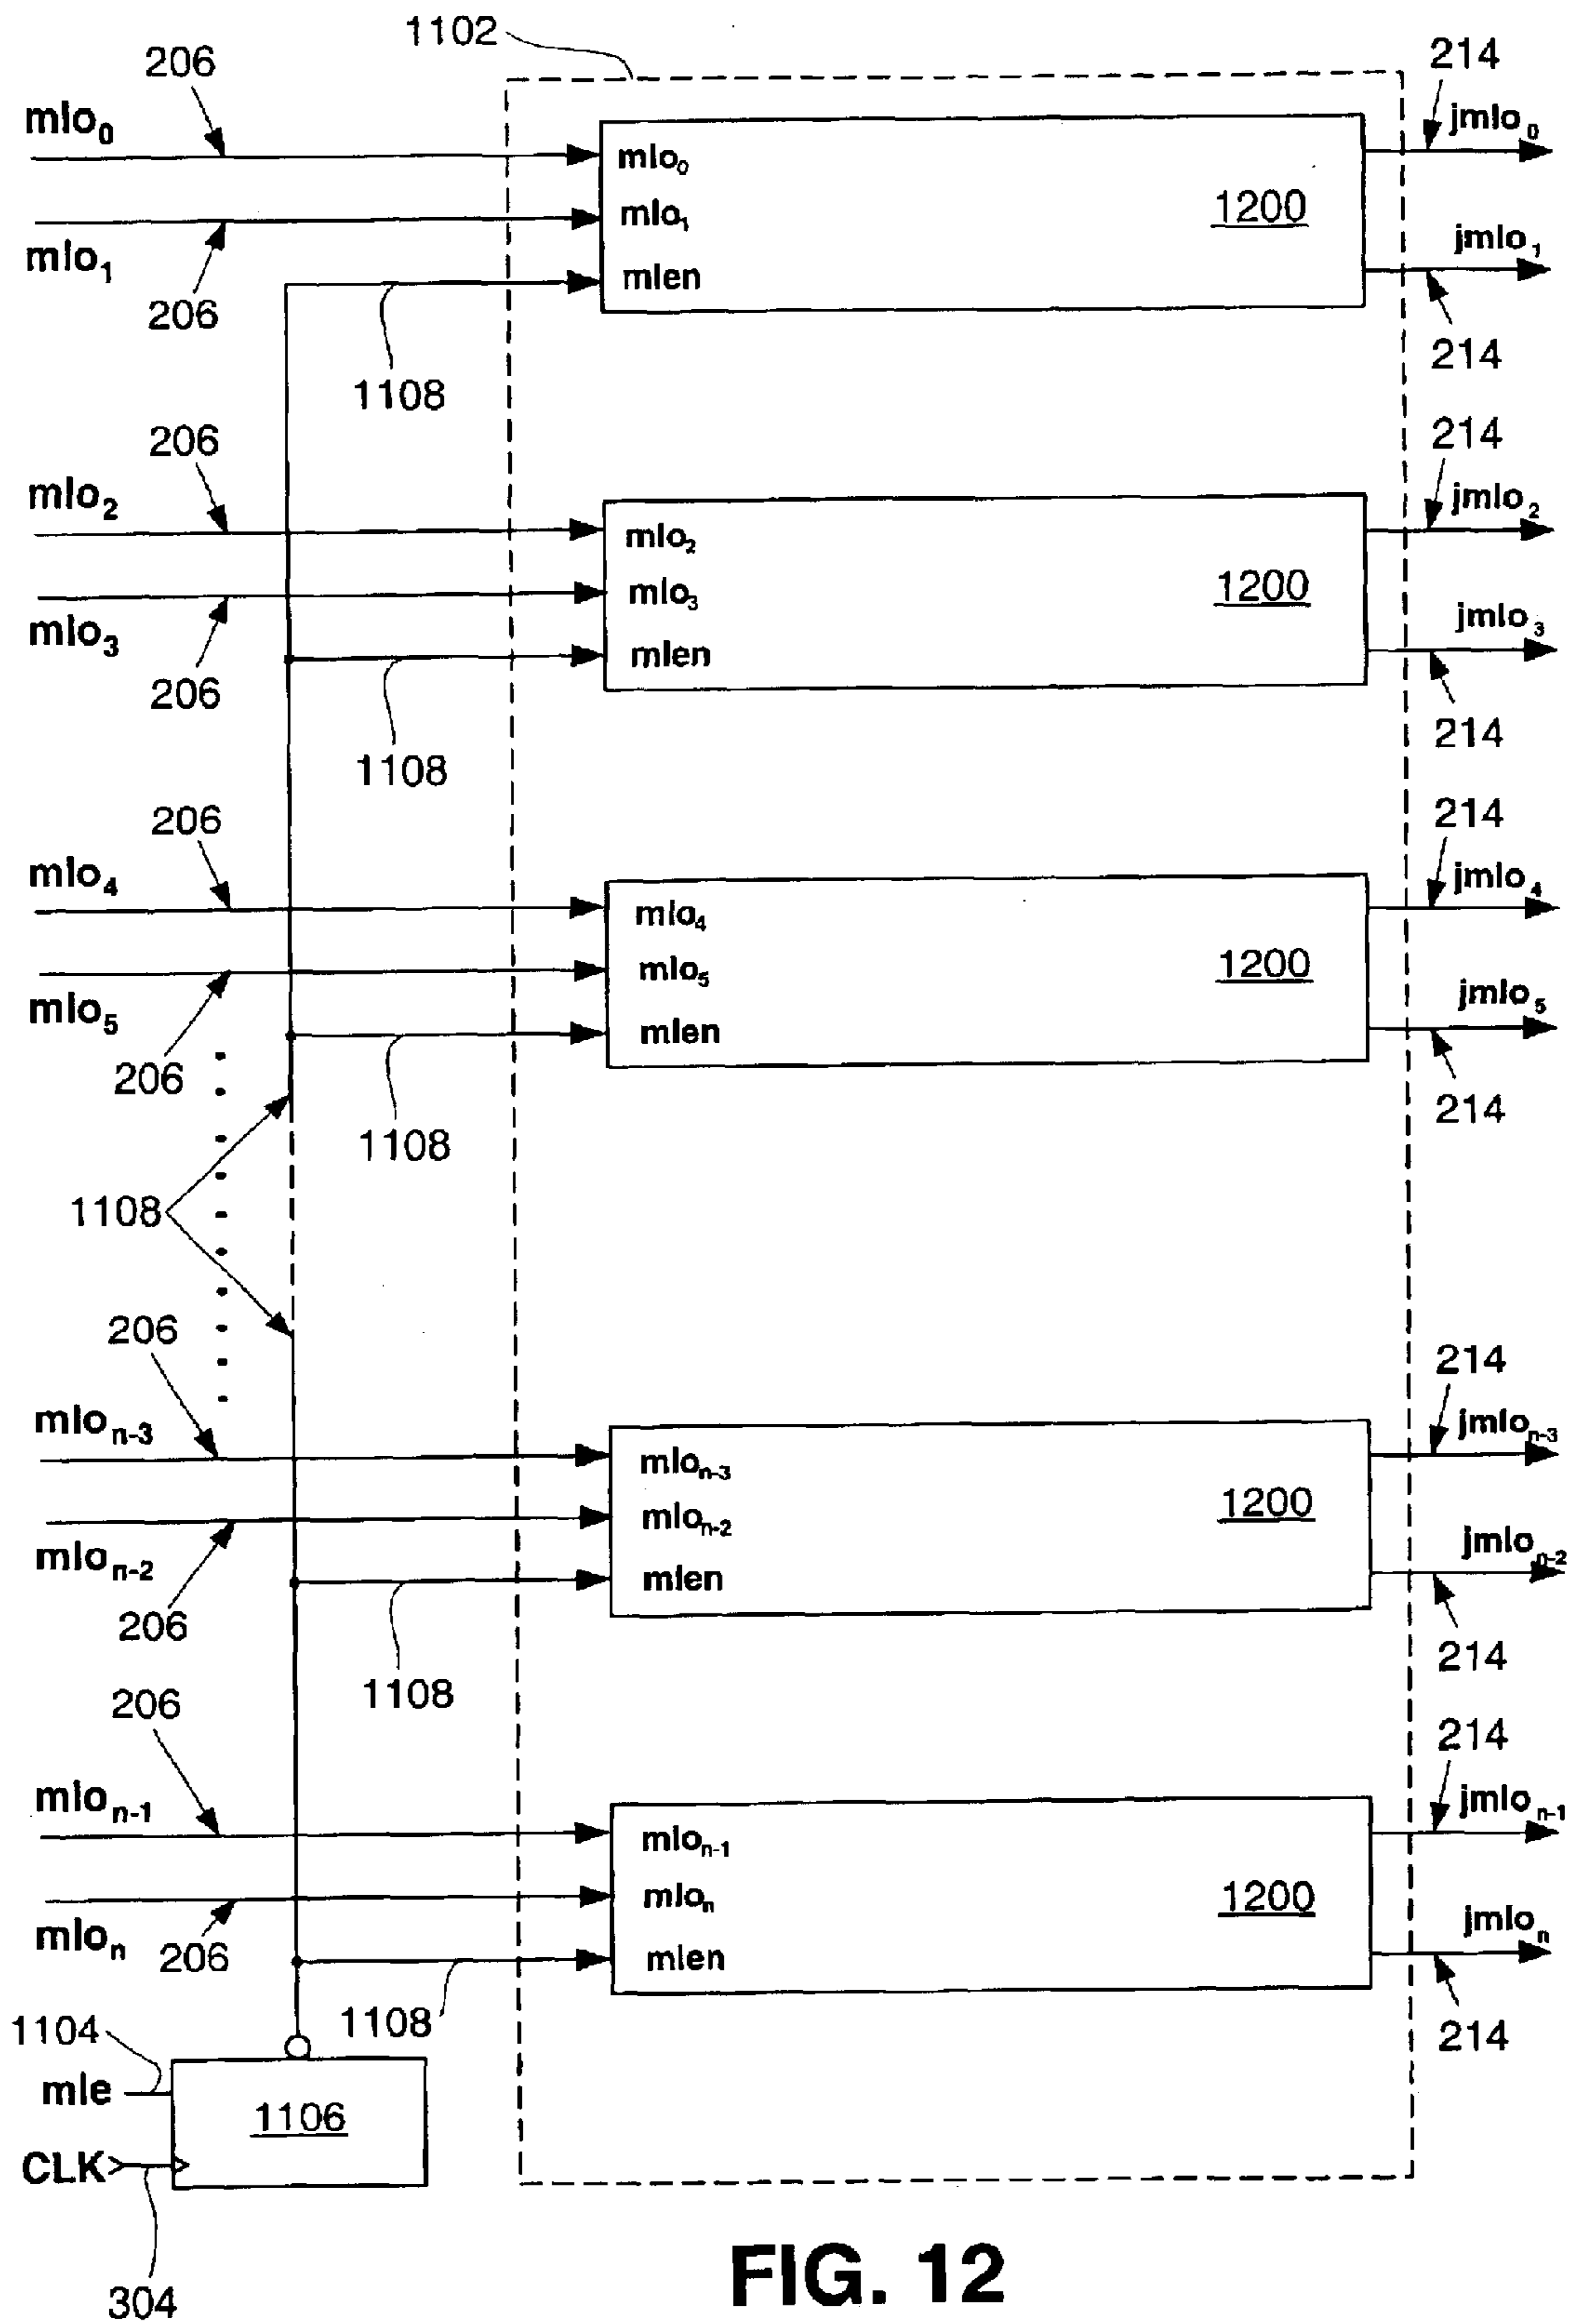 1102
206
214
mlo0
jmlo0
mlo0
1200
mlo1
mlo1
jmlo1
mlen
206
214
1108
206
214
mlo2
jmlo2
mlo2
1200
mlo3
mlo3
jmlo3
mlen
206
214
1108
206
214
mlo4
jmlo4
mlo4
1200
mlo5
mlo5
jmlo5
mlen
206
214
1108
1108
206
214
mlon-3
jmlon-3
mlon-3
1200
mlon-2
mlon-2
jmlon-2
mlen
206
214
1108
206
214
mlon-1
jmlon-1
mlon-1
1200
mlon
mlon
jmlon
206
mlen
1108
214
1104
mle
1106
CLK
304
FIG. 12